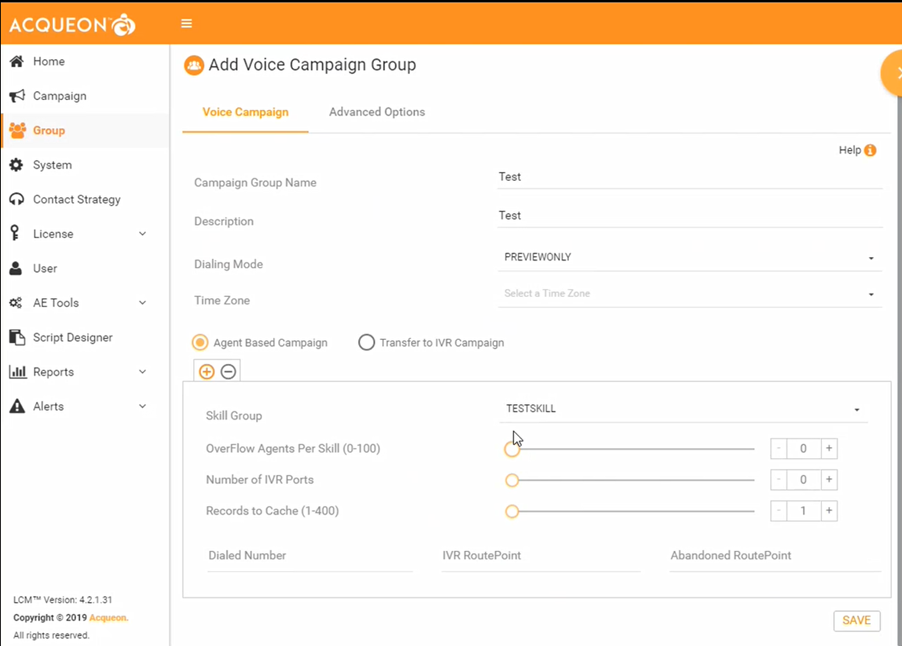 ACQUEON™
Home
Campaign
Group
System
Contact Strategy
License
User
AE Tools
Script Designer
Reports
Alerts
LCM™ Version: 4.2.1.31
Copyright © 2019 Acqueon.
All rights reserved.
Add Voice Campaign Group
Voice Campaign Advanced Options
Help
Campaign Group Name Test
Description Test
Dialing Mode PREVIEWONLY
Time Zone Select a Time Zone
Agent Based Campaign Transfer to IVR Campaign
Skill Group TESTSKILL
OverFlow Agents Per Skill (0-100) - 0 +
Number of IVR Ports - 0 +
Records to Cache (1-400) - 1 +
Dialed Number IVR RoutePoint Abandoned RoutePoint
SAVE